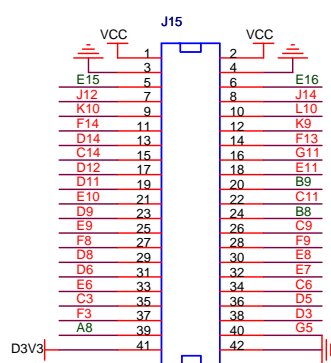 J15
VCC VCC
1 2
3 4
E15 5 6 E16
J12 7 8 J14
K10 9 10 L10
F14 11 12 K9
D14 13 14 F13
C14 15 16 G11
D12 17 18 E11
D11 19 20 B9
E10 21 22 C11
D9 23 24 B8
E9 25 26 C9
F8 27 28 F9
D8 29 30 E8
D6 31 32 E7
E6 33 34 C6
C3 35 36 D5
F3 37 38 D3
A8 39 40 G5
D3V3 41 42